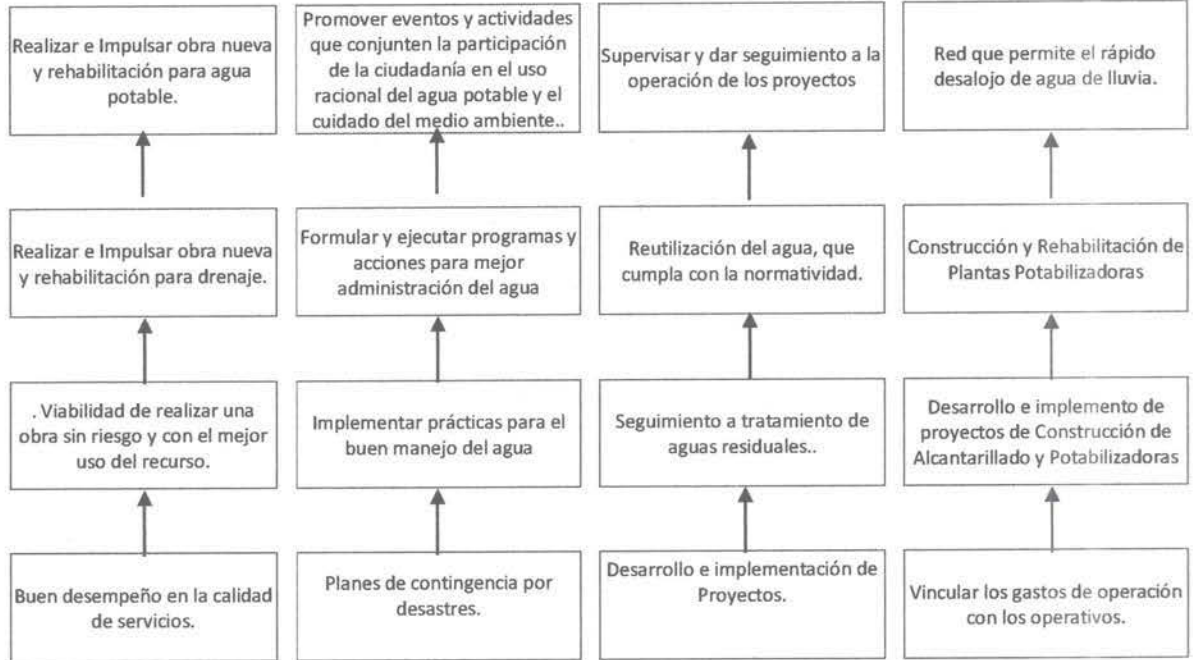 Realizar e Impulsar obra nueva
y rehabilitación para agua
potable.
Promover eventos y actividades
que conjunten la participación
de la ciudadanía en el uso
racional del agua potable y el
cuidado del medio ambiente..
Supervisar y dar seguimiento a la
operación de los proyectos
Red que permite el rápido
desalojo de agua de lluvia.
Realizar e Impulsar obra nueva
y rehabilitación para drenaje.
Formular y ejecutar programas y
acciones para mejor
administración del agua
Reutilización del agua, que
cumpla con la normatividad.
Construcción y Rehabilitación de
Plantas Potabilizadoras
. Viabilidad de realizar una
obra sin riesgo y con el mejor
uso del recurso.
Implementar prácticas para el
buen manejo del agua
Seguimiento a tratamiento de
aguas residuales..
Desarrollo e implemento de
proyectos de Construcción de
Alcantarillado y Potabilizadoras
Buen desempeño en la calidad
de servicios.
Planes de contingencia por
desastres.
Desarrollo e implementación de
Proyectos.
Vincular los gastos de operación
con los operativos.